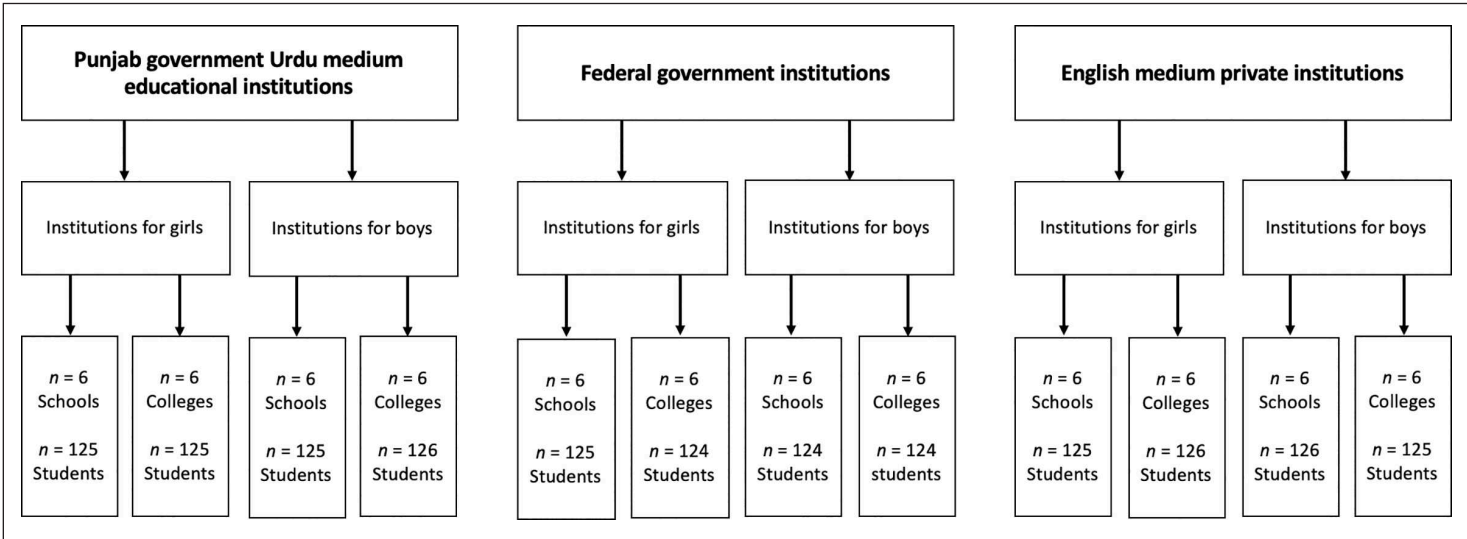 Punjab government Urdu medium
educational institutions
Federal government institutions
English medium private institutions
Institutions for girls
Institutions for boys
Institutions for girls
Institutions for boys
Institutions for girls
Institutions for boys
n = 6
Schools
n = 125
Students
n = 6
Colleges
n = 125
Students
n = 6
Schools
n = 125
Students
n = 6
Colleges
n = 126
Students
n = 6
Schools
n = 125
Students
n = 6
Colleges
n = 124
Students
n = 6
Schools
n = 124
Students
n = 6
Colleges
n = 124
students
n = 6
Schools
n = 125
Students
n = 6
Colleges
n = 126
Students
n = 6
Schools
n = 126
Students
n = 6
Colleges
n = 125
Students